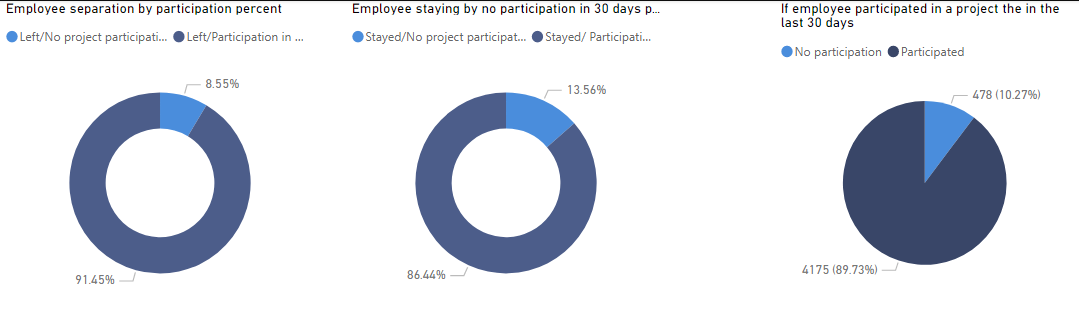 Employee separation by participation percent
Left/No project participati... Left/Participation in ...
8.55%
91.45%
Employee staying by no participation in 30 days p...
Stayed/No project participat... Stayed/ Participati...
13.56%
86.44%
If employee participated in a project the in the
last 30 days
No participation Participated
478 (10.27%)
4175 (89.73%)